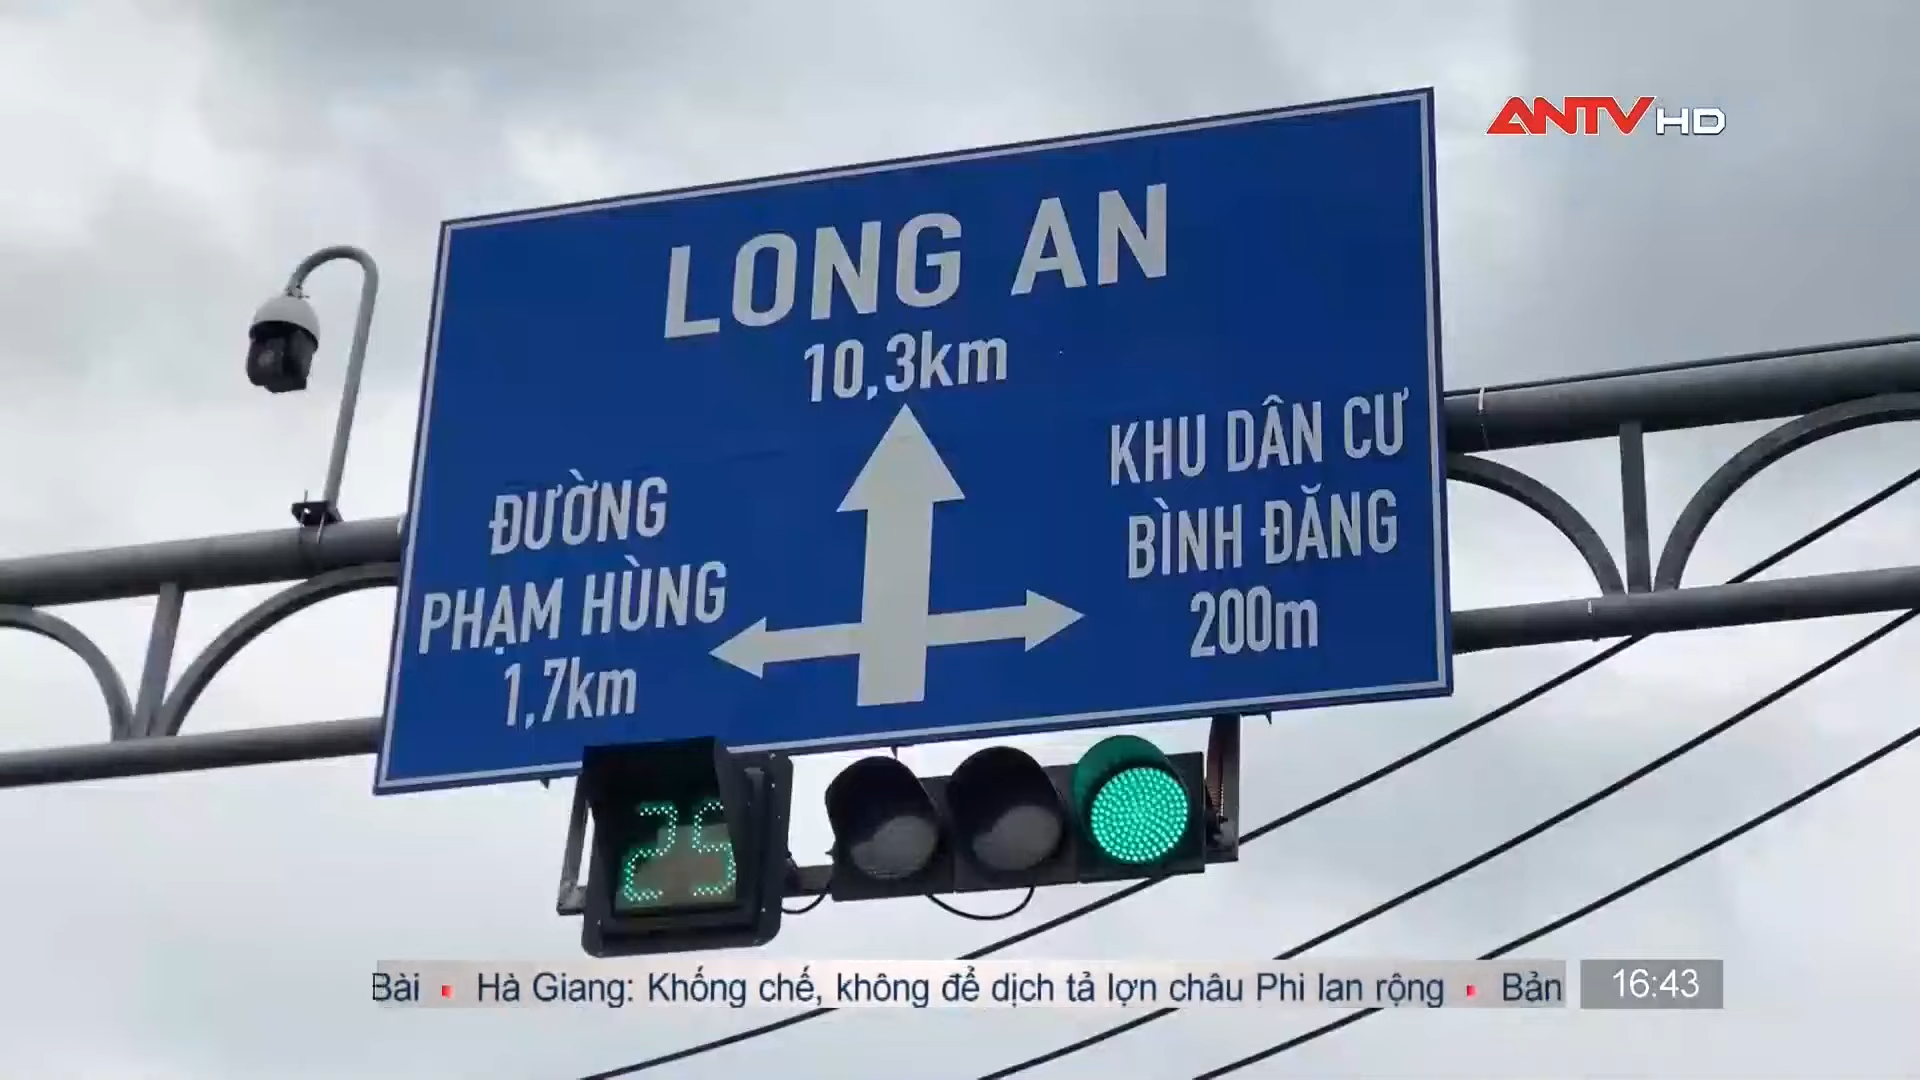 ANTV HD
LONG AN
10,3km
KHU DÂN CƯ
BÌNH ĐĂNG
200m
ĐƯỜNG
PHẠM HÙNG
1,7km
25
Bài ▪ Hà Giang: Khống chế, không để dịch tả lợn châu Phi lan rộng ▪ Bản
16:43